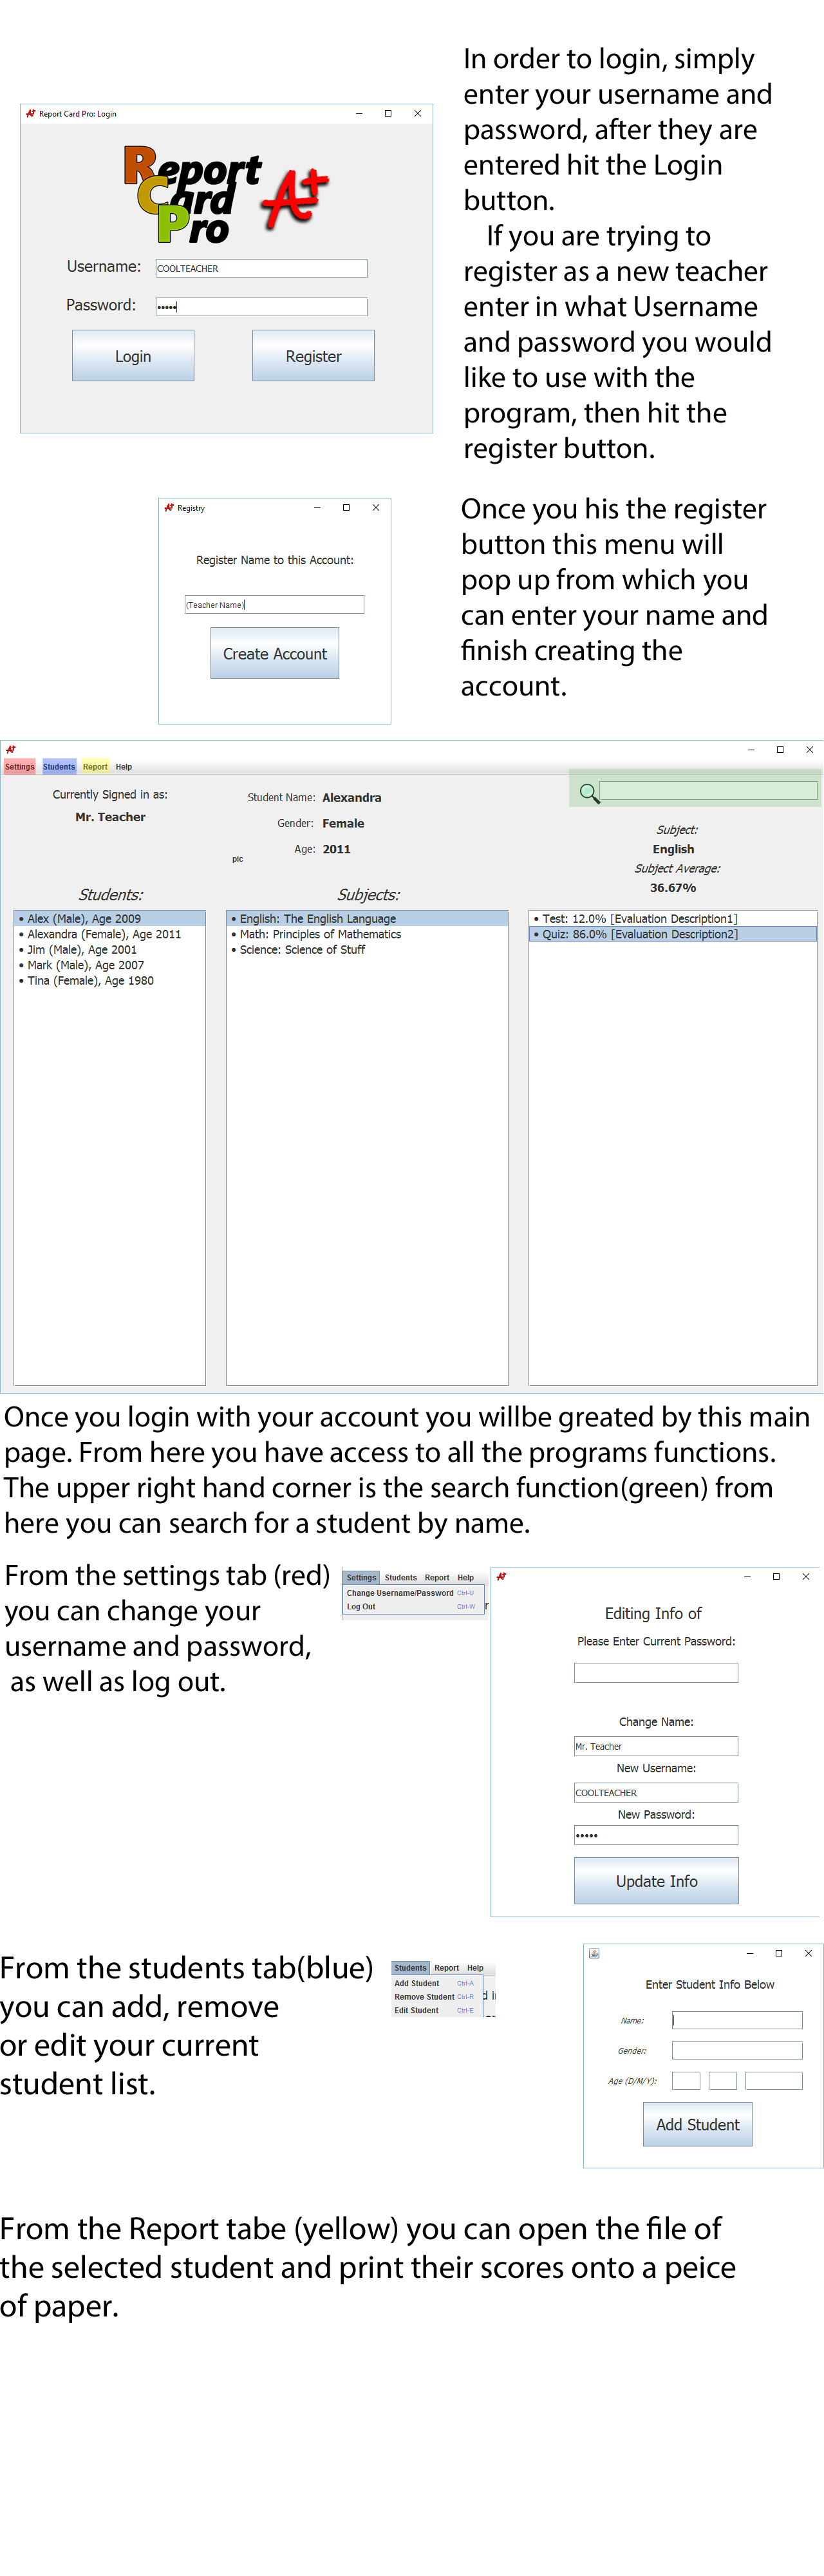 In order to login, simply
enter your username and
password, after they are
entered hit the Login
button.
If you are trying to
register as a new teacher
enter in what Username
and password you would
like to use with the
program, then hit the
register button.
Report Card Pro: Login
Report
Card
Pro
A+
Username: COOLTEACHER
Password: •••••
Login Register
Once you his the register
button this menu will
pop up from which you
can enter your name and
finish creating the
account.
A+ Registry
Register Name to this Account:
(Teacher Name)
Create Account
A+
Settings Students Report Help
Currently Signed in as:
Mr. Teacher
Student Name: Alexandra
Gender: Female
Age: 2011
pic
Subject:
English
Subject Average:
36.67%
Students:
• Alex (Male), Age 2009
• Alexandra (Female), Age 2011
• Jim (Male), Age 2001
• Mark (Male), Age 2007
• Tina (Female), Age 1980
Subjects:
• English: The English Language
• Math: Principles of Mathematics
• Science: Science of Stuff
• Test: 12.0% [Evaluation Description1]
• Quiz: 86.0% [Evaluation Description2]
Once you login with your account you willbe greated by this main
page. From here you have access to all the programs functions.
The upper right hand corner is the search function(green) from
here you can search for a student by name.
From the settings tab (red)
you can change your
username and password,
as well as log out.
Settings Students Report Help
Change Username/Password Ctrl-U
Log Out Ctrl-W
A+
Editing Info of
Please Enter Current Password:
Change Name:
Mr. Teacher
New Username:
COOLTEACHER
New Password:
•••••
Update Info
From the students tab(blue)
you can add, remove
or edit your current
student list.
Students Report Help
Add Student Ctrl-A
Remove Student Ctrl-R
Edit Student Ctrl-E
Enter Student Info Below
Name:
Gender:
Age (D/M/Y):
Add Student
From the Report tabe (yellow) you can open the file of
the selected student and print their scores onto a peice
of paper.